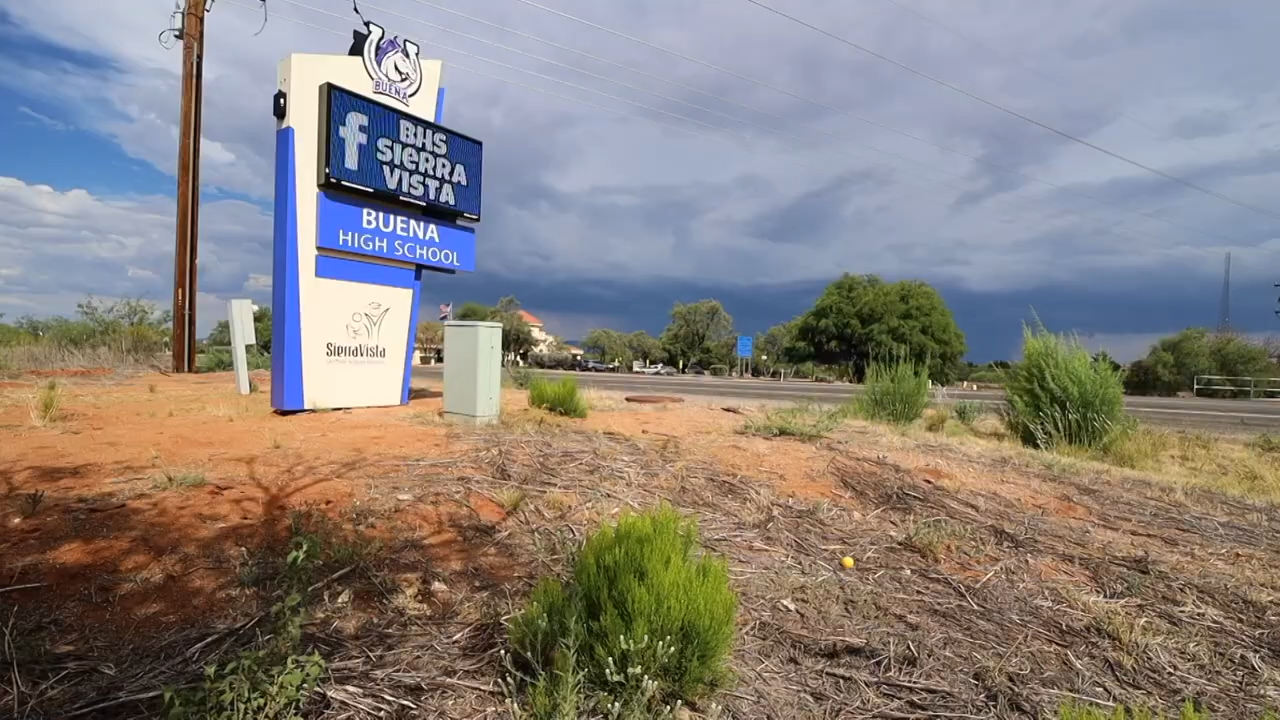 BUENA
f
BHS
SIERRA
VISTA
BUENA
HIGH SCHOOL
SierraVista